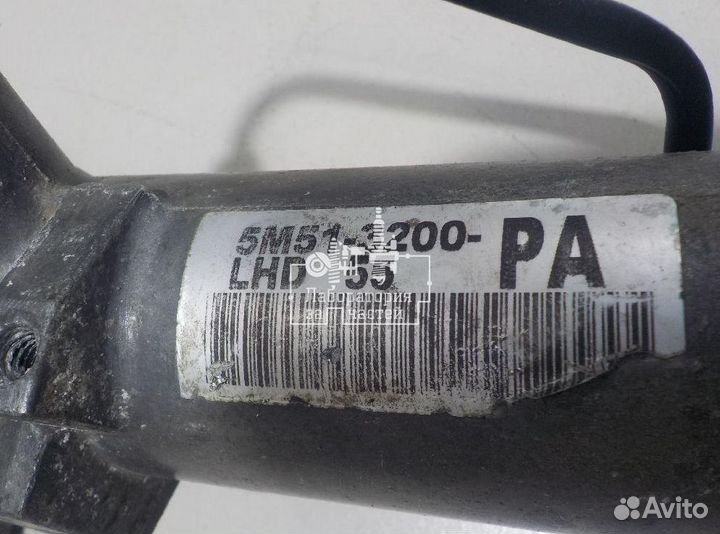 5M51-3200-PA
LHD 55
Лаборатория
запчастей
Avito